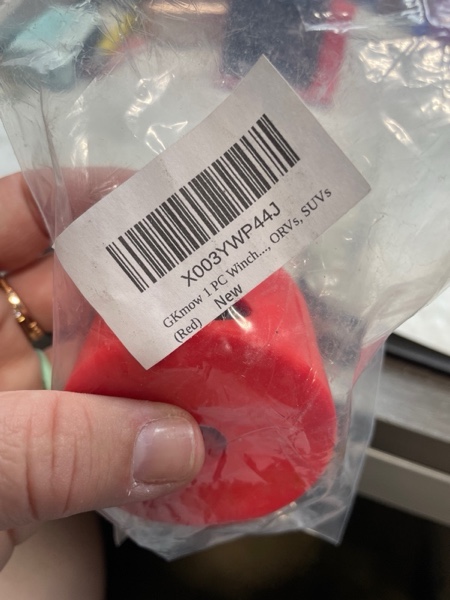 X003YWP44J
GKmow 1 PC Winch..., ORVs, SUVs
(Red)
New